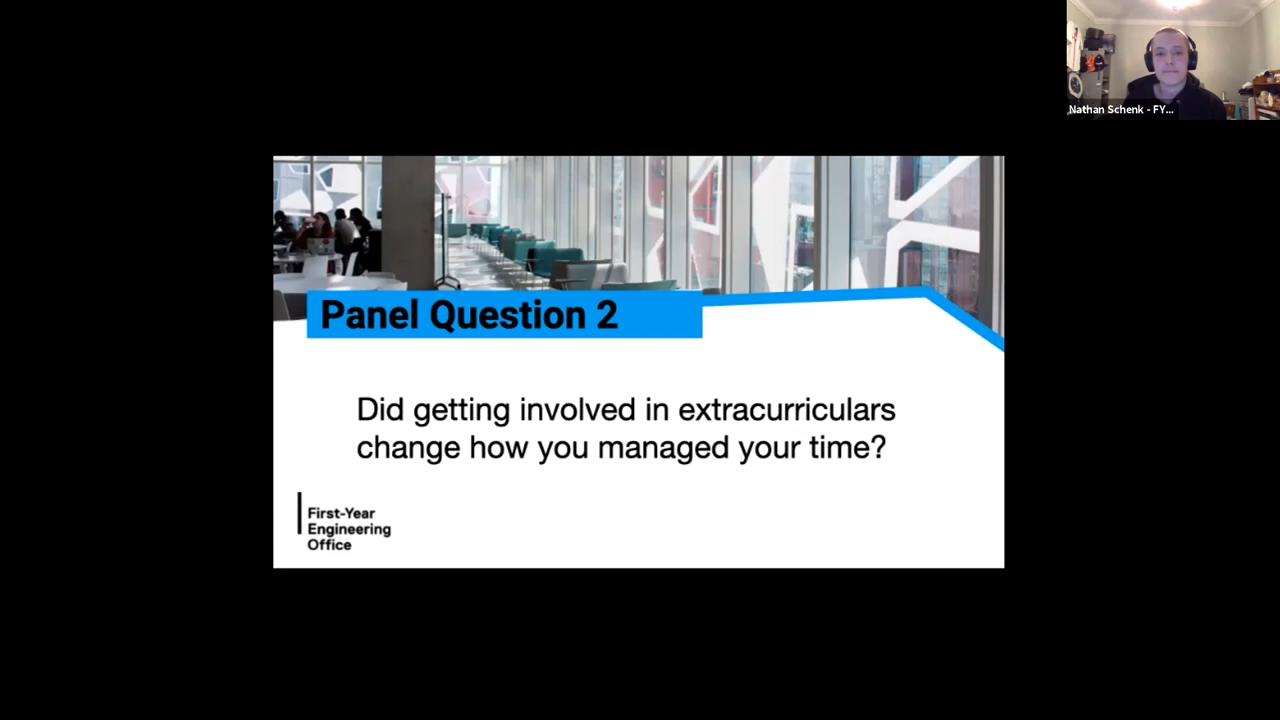 Nathan Schenk - FY...
Panel Question 2
Did getting involved in extracurriculars
change how you managed your time?
First-Year
Engineering
Office